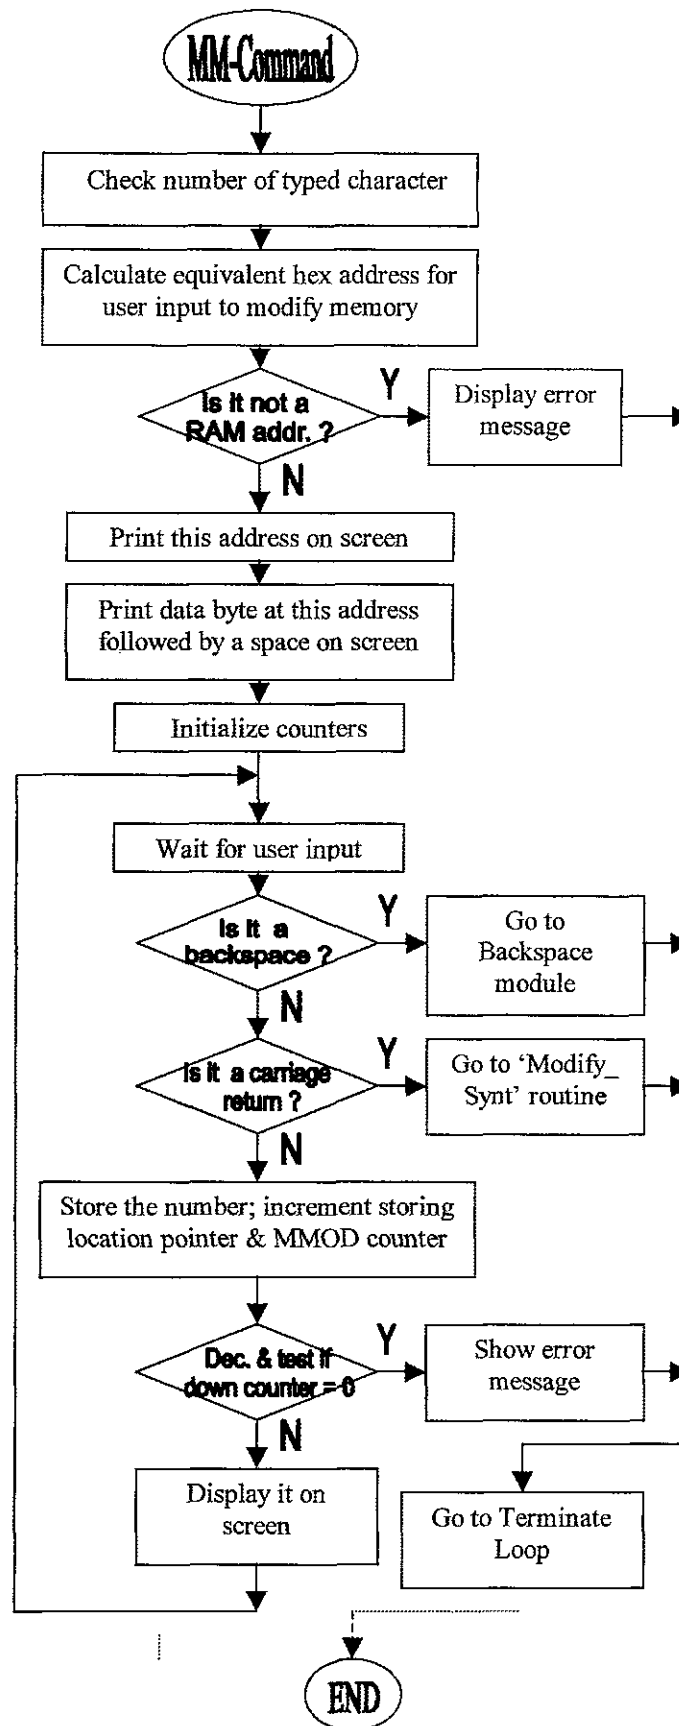 MM-Command
Check number of typed character
Calculate equivalent hex address for
user input to modify memory
Is it not a
RAM addr. ?
Y
Display error
message
N
Print this address on screen
Print data byte at this address
followed by a space on screen
Initialize counters
Wait for user input
Is it a
backspace ?
Y
Go to
Backspace
module
N
Is it a carriage
return ?
Y
Go to ‘Modify_
Synt’ routine
N
Store the number; increment storing
location pointer & MMOD counter
Dec. & test if
down counter = 0
Y
Show error
message
N
Display it on
screen
Go to Terminate
Loop
END